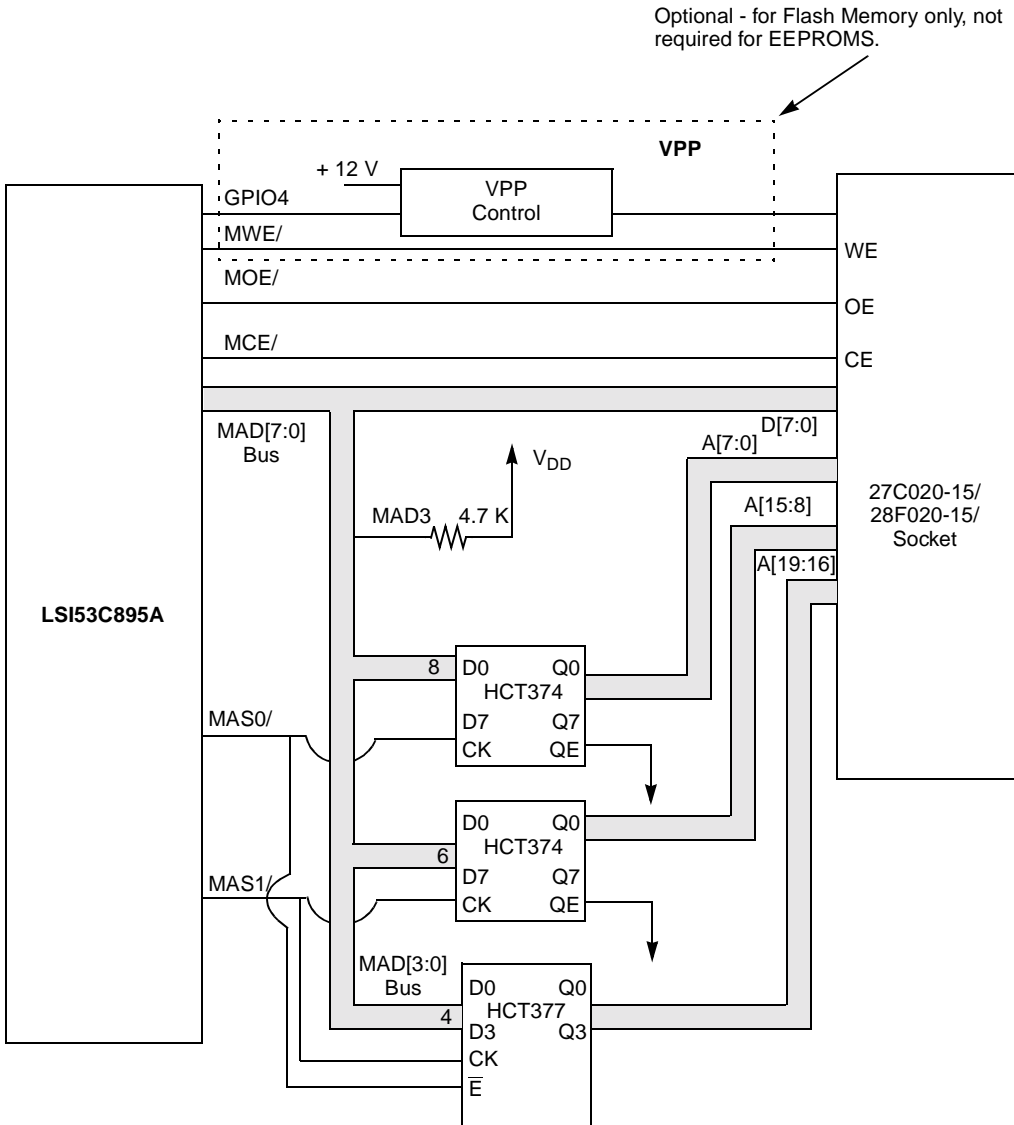 Optional - for Flash Memory only, not
required for EEPROMS.
VPP
+ 12 V
VPP
Control
GPIO4
MWE/
WE
MOE/
OE
MCE/
CE
MAD[7:0]
Bus
D[7:0]
A[7:0]
VDD
27C020-15/
28F020-15/
Socket
A[15:8]
MAD3 4.7 K
A[19:16]
LSI53C895A
8 D0 Q0
HCT374
MAS0/
D7 Q7
CK QE
D0 Q0
HCT374
6
D7 Q7
MAS1/
CK QE
MAD[3:0]
Bus
D0 Q0
HCT377
4
D3 Q3
CK
E̅